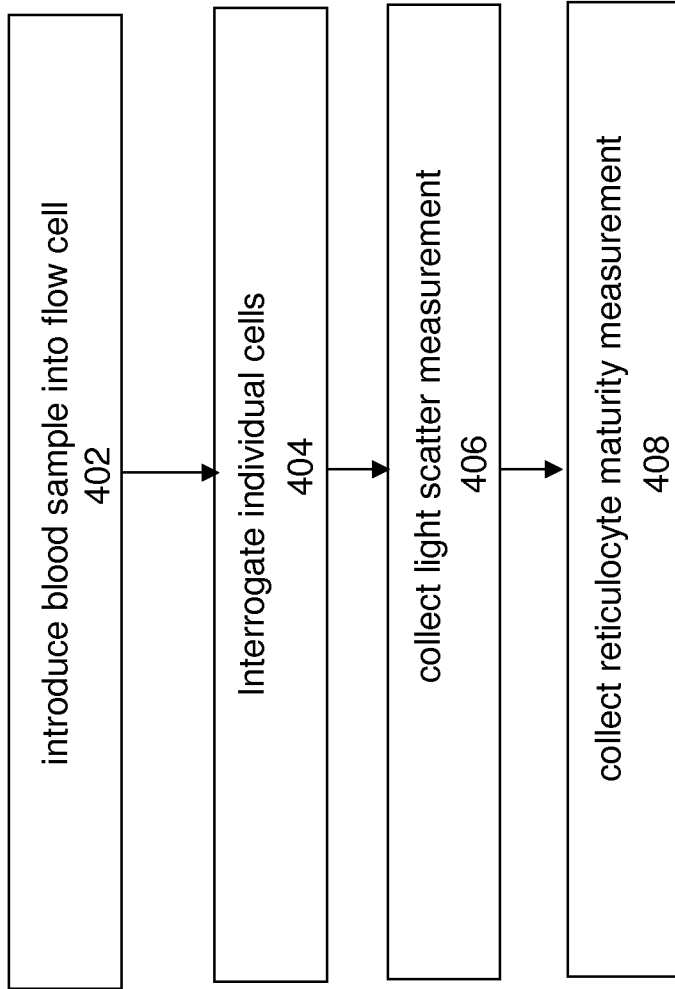 introduce blood sample into flow cell
402
Interrogate individual cells
404
collect light scatter measurement
406
collect reticulocyte maturity measurement
408